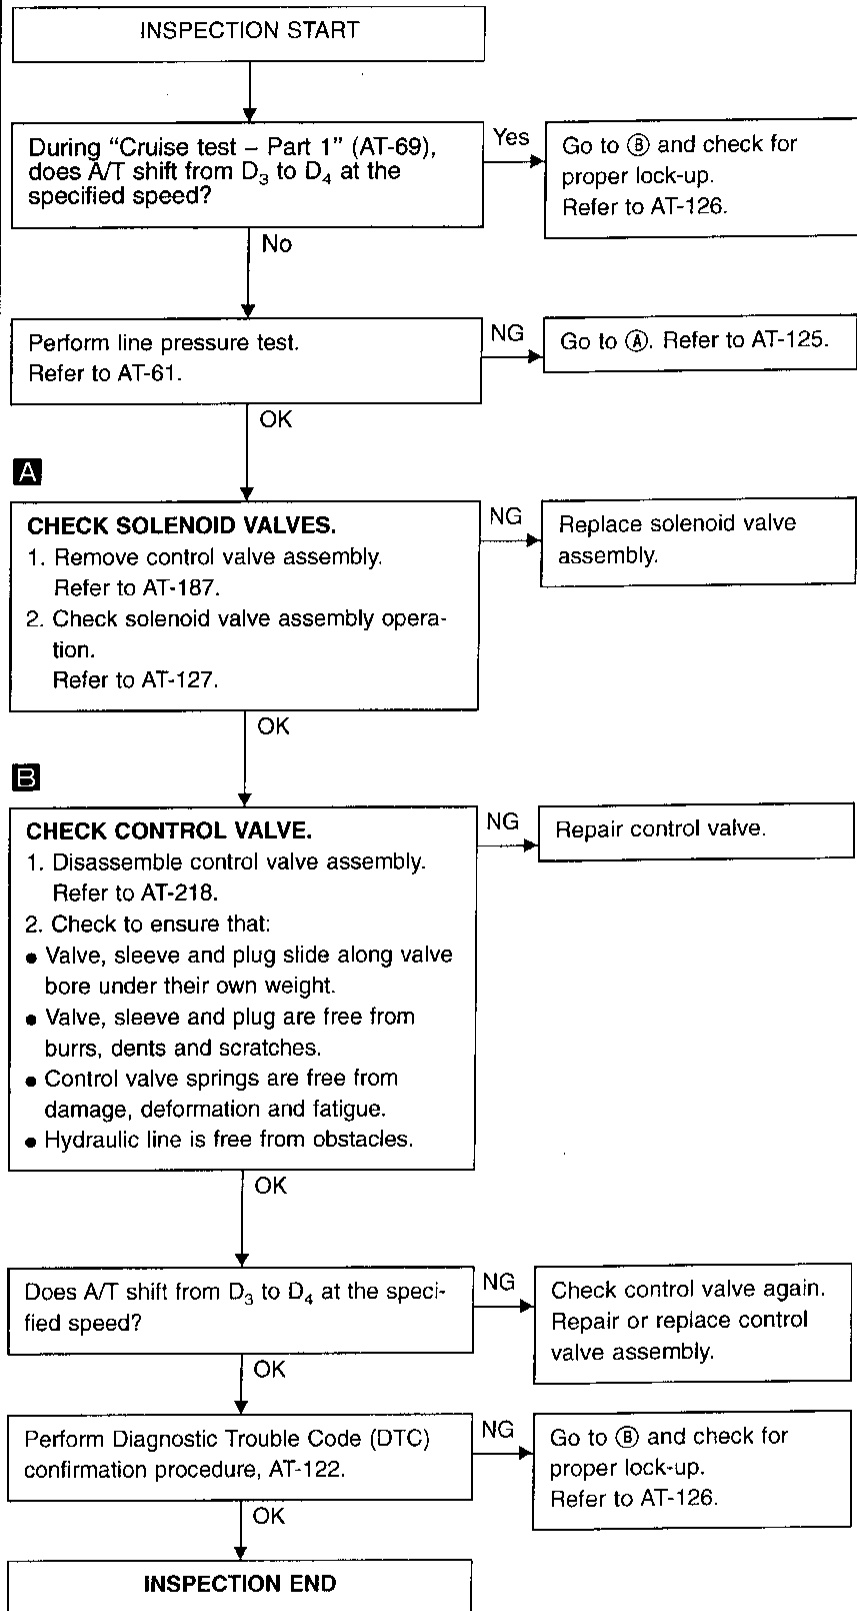 INSPECTION START
During “Cruise test – Part 1” (AT-69),
does A/T shift from D₃ to D₄ at the
specified speed?
Yes
Go to Ⓑ and check for
proper lock-up.
Refer to AT-126.
No
Perform line pressure test.
Refer to AT-61.
NG
Go to Ⓐ. Refer to AT-125.
OK
A
CHECK SOLENOID VALVES.
1. Remove control valve assembly.
Refer to AT-187.
2. Check solenoid valve assembly opera-
tion.
Refer to AT-127.
NG
Replace solenoid valve
assembly.
OK
B
CHECK CONTROL VALVE.
1. Disassemble control valve assembly.
Refer to AT-218.
2. Check to ensure that:
● Valve, sleeve and plug slide along valve
bore under their own weight.
● Valve, sleeve and plug are free from
burrs, dents and scratches.
● Control valve springs are free from
damage, deformation and fatigue.
● Hydraulic line is free from obstacles.
NG
Repair control valve.
OK
Does A/T shift from D₃ to D₄ at the speci-
fied speed?
NG
Check control valve again.
Repair or replace control
valve assembly.
OK
Perform Diagnostic Trouble Code (DTC)
confirmation procedure, AT-122.
NG
Go to Ⓑ and check for
proper lock-up.
Refer to AT-126.
OK
INSPECTION END